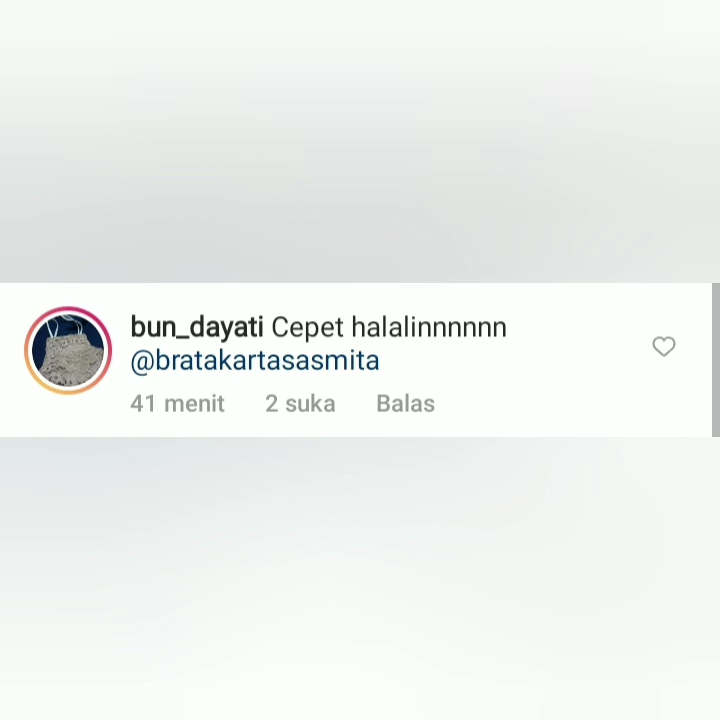 bun_dayati Cepet halalinnnnnn
@bratakartasasmita
41 menit 2 suka Balas